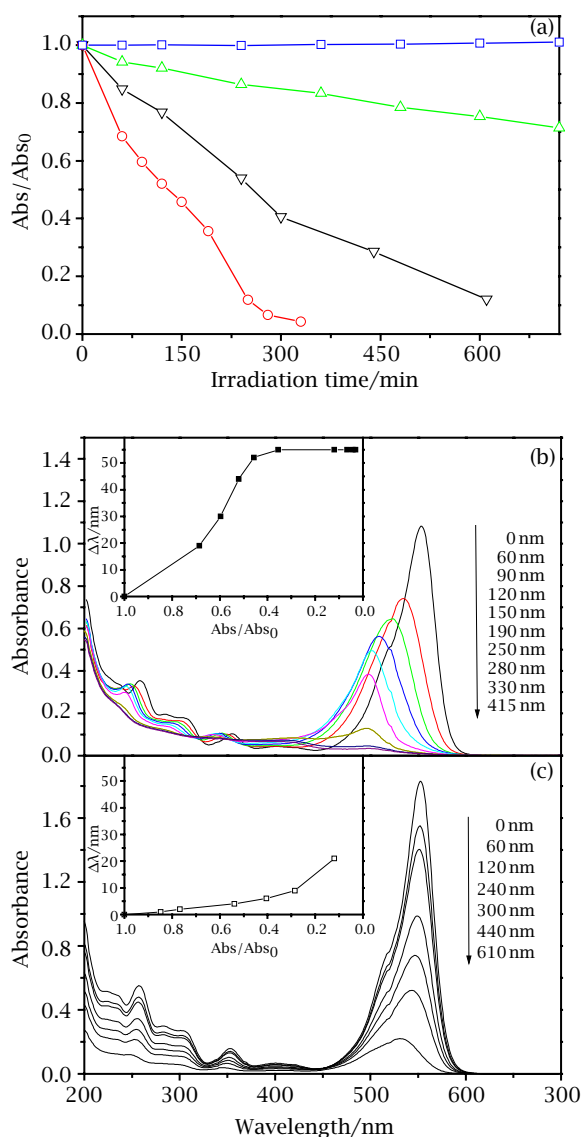 (a)
1.0
0.8
0.6
0.4
0.2
0.0
Abs/Abs0
0 150 300 450 600
Irradiation time/min
(b)
1.4
1.2
1.0
0.8
0.6
0.4
0.2
0.0
Absorbance
50
40
30
20
10
0
Δλ/nm
1.0 0.8 0.6 0.4 0.2 0.0
Abs/Abs0
0 nm
60 nm
90 nm
120 nm
150 nm
190 nm
250 nm
280 nm
330 nm
415 nm
(c)
1.6
1.2
0.8
0.4
0.0
Absorbance
50
40
30
20
10
0
Δλ/nm
1.0 0.8 0.6 0.4 0.2 0.0
Abs/Abs0
0 nm
60 nm
120 nm
240 nm
300 nm
440 nm
610 nm
200 300 400 500 600 300
Wavelength/nm